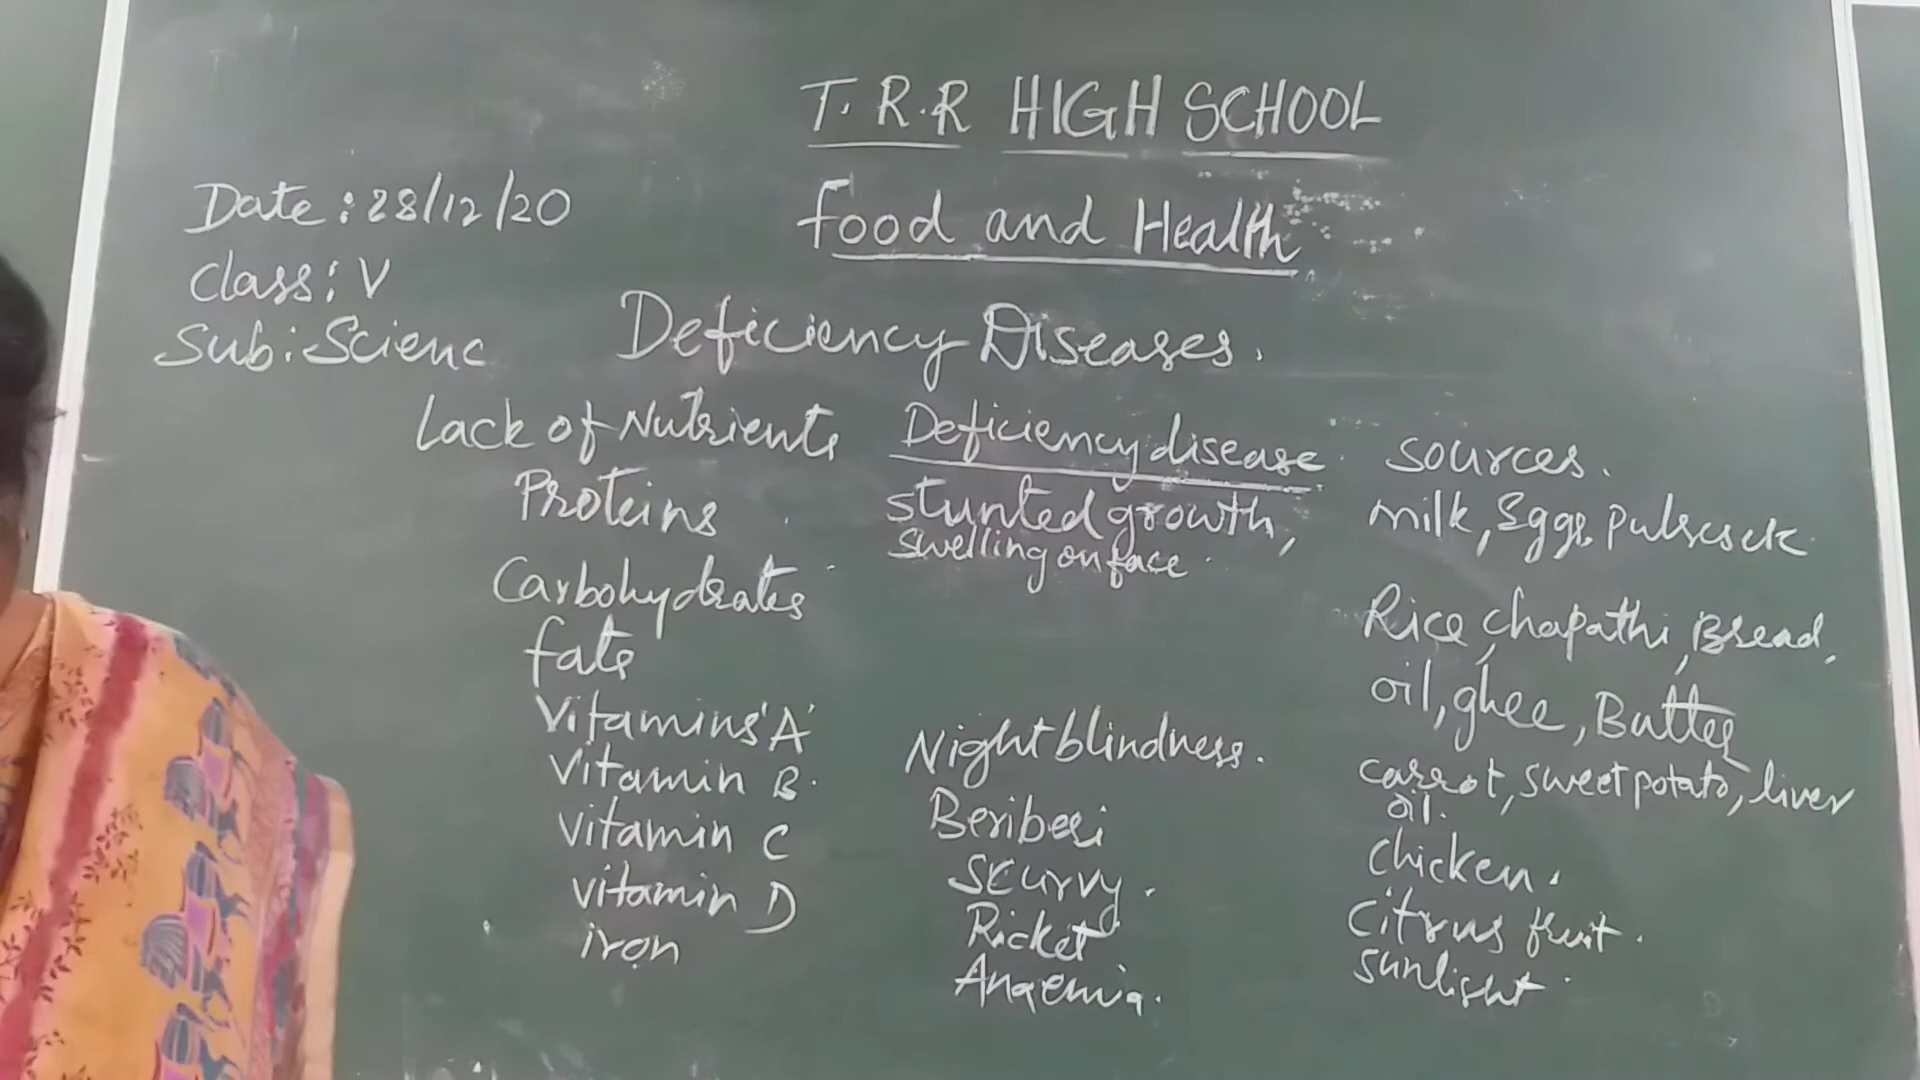 T. R. R HIGH SCHOOL
Date : 28/12/20
food and Health
Class : V
Sub : Scienc
Deficiency Diseases.
Lack of Nutrients Deficiency disease sources.
Proteins stunted growth, milk, Eggs, pulses etc.
swelling on face.
Carbohydrates Rice, chapathi, Bread,
fats oil, ghee, Butter
Vitamins 'A' Nightblindness. carrot, sweet potato, liver
oil.
Vitamin B. Beriberi chicken.
Vitamin C Scurvy. Citrus fruit.
vitamin D Ricket sunlight.
iron Anaemia.